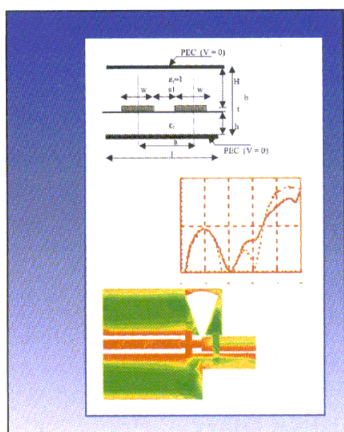 PEC (V = 0)
εr=1
w
w
H
b
t
εr
h
PEC (V = 0)
l